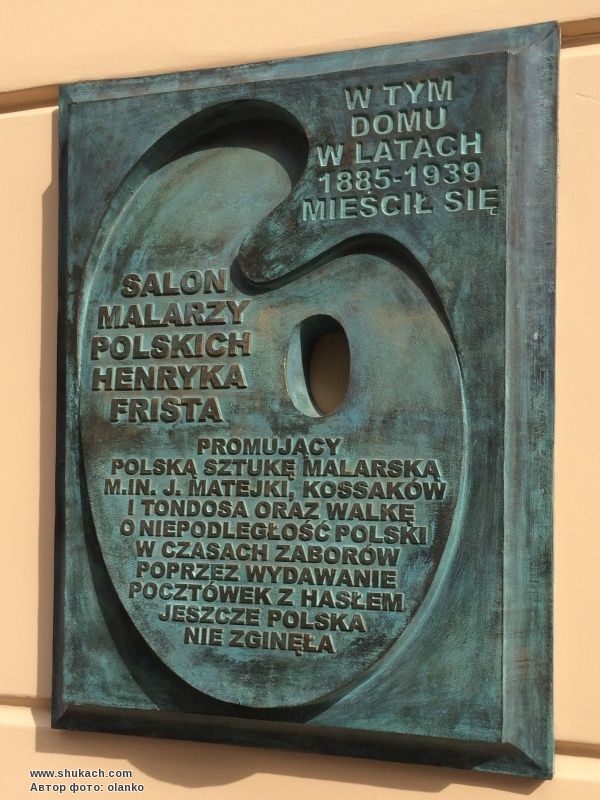 W TYM
DOMU
W LATACH
1885-1939
MIEŚCIŁ SIĘ
SALON
MALARZY
POLSKICH
HENRYKA
FRISTA
PROMUJĄCY
POLSKĄ SZTUKĘ MALARSKĄ
M.IN. J. MATEJKI, KOSSAKÓW
I TONDOSA ORAZ WALKĘ
O NIEPODLEGŁOŚĆ POLSKI
W CZASACH ZABORÓW
POPRZEZ WYDAWANIE
POCZTÓWEK Z HASŁEM
JESZCZE POLSKA
NIE ZGINĘŁA
www.shukach.com
Автор фото: olanko